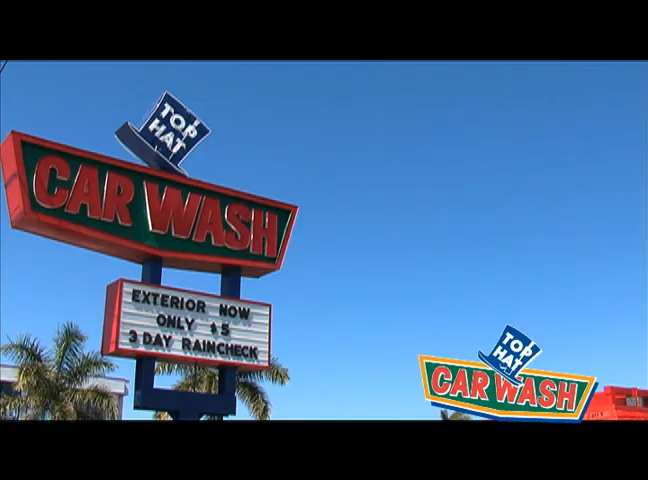 TOP
HAT
CAR WASH
EXTERIOR NOW
ONLY $5
3 DAY RAINCHECK
TOP
HAT
CAR WASH